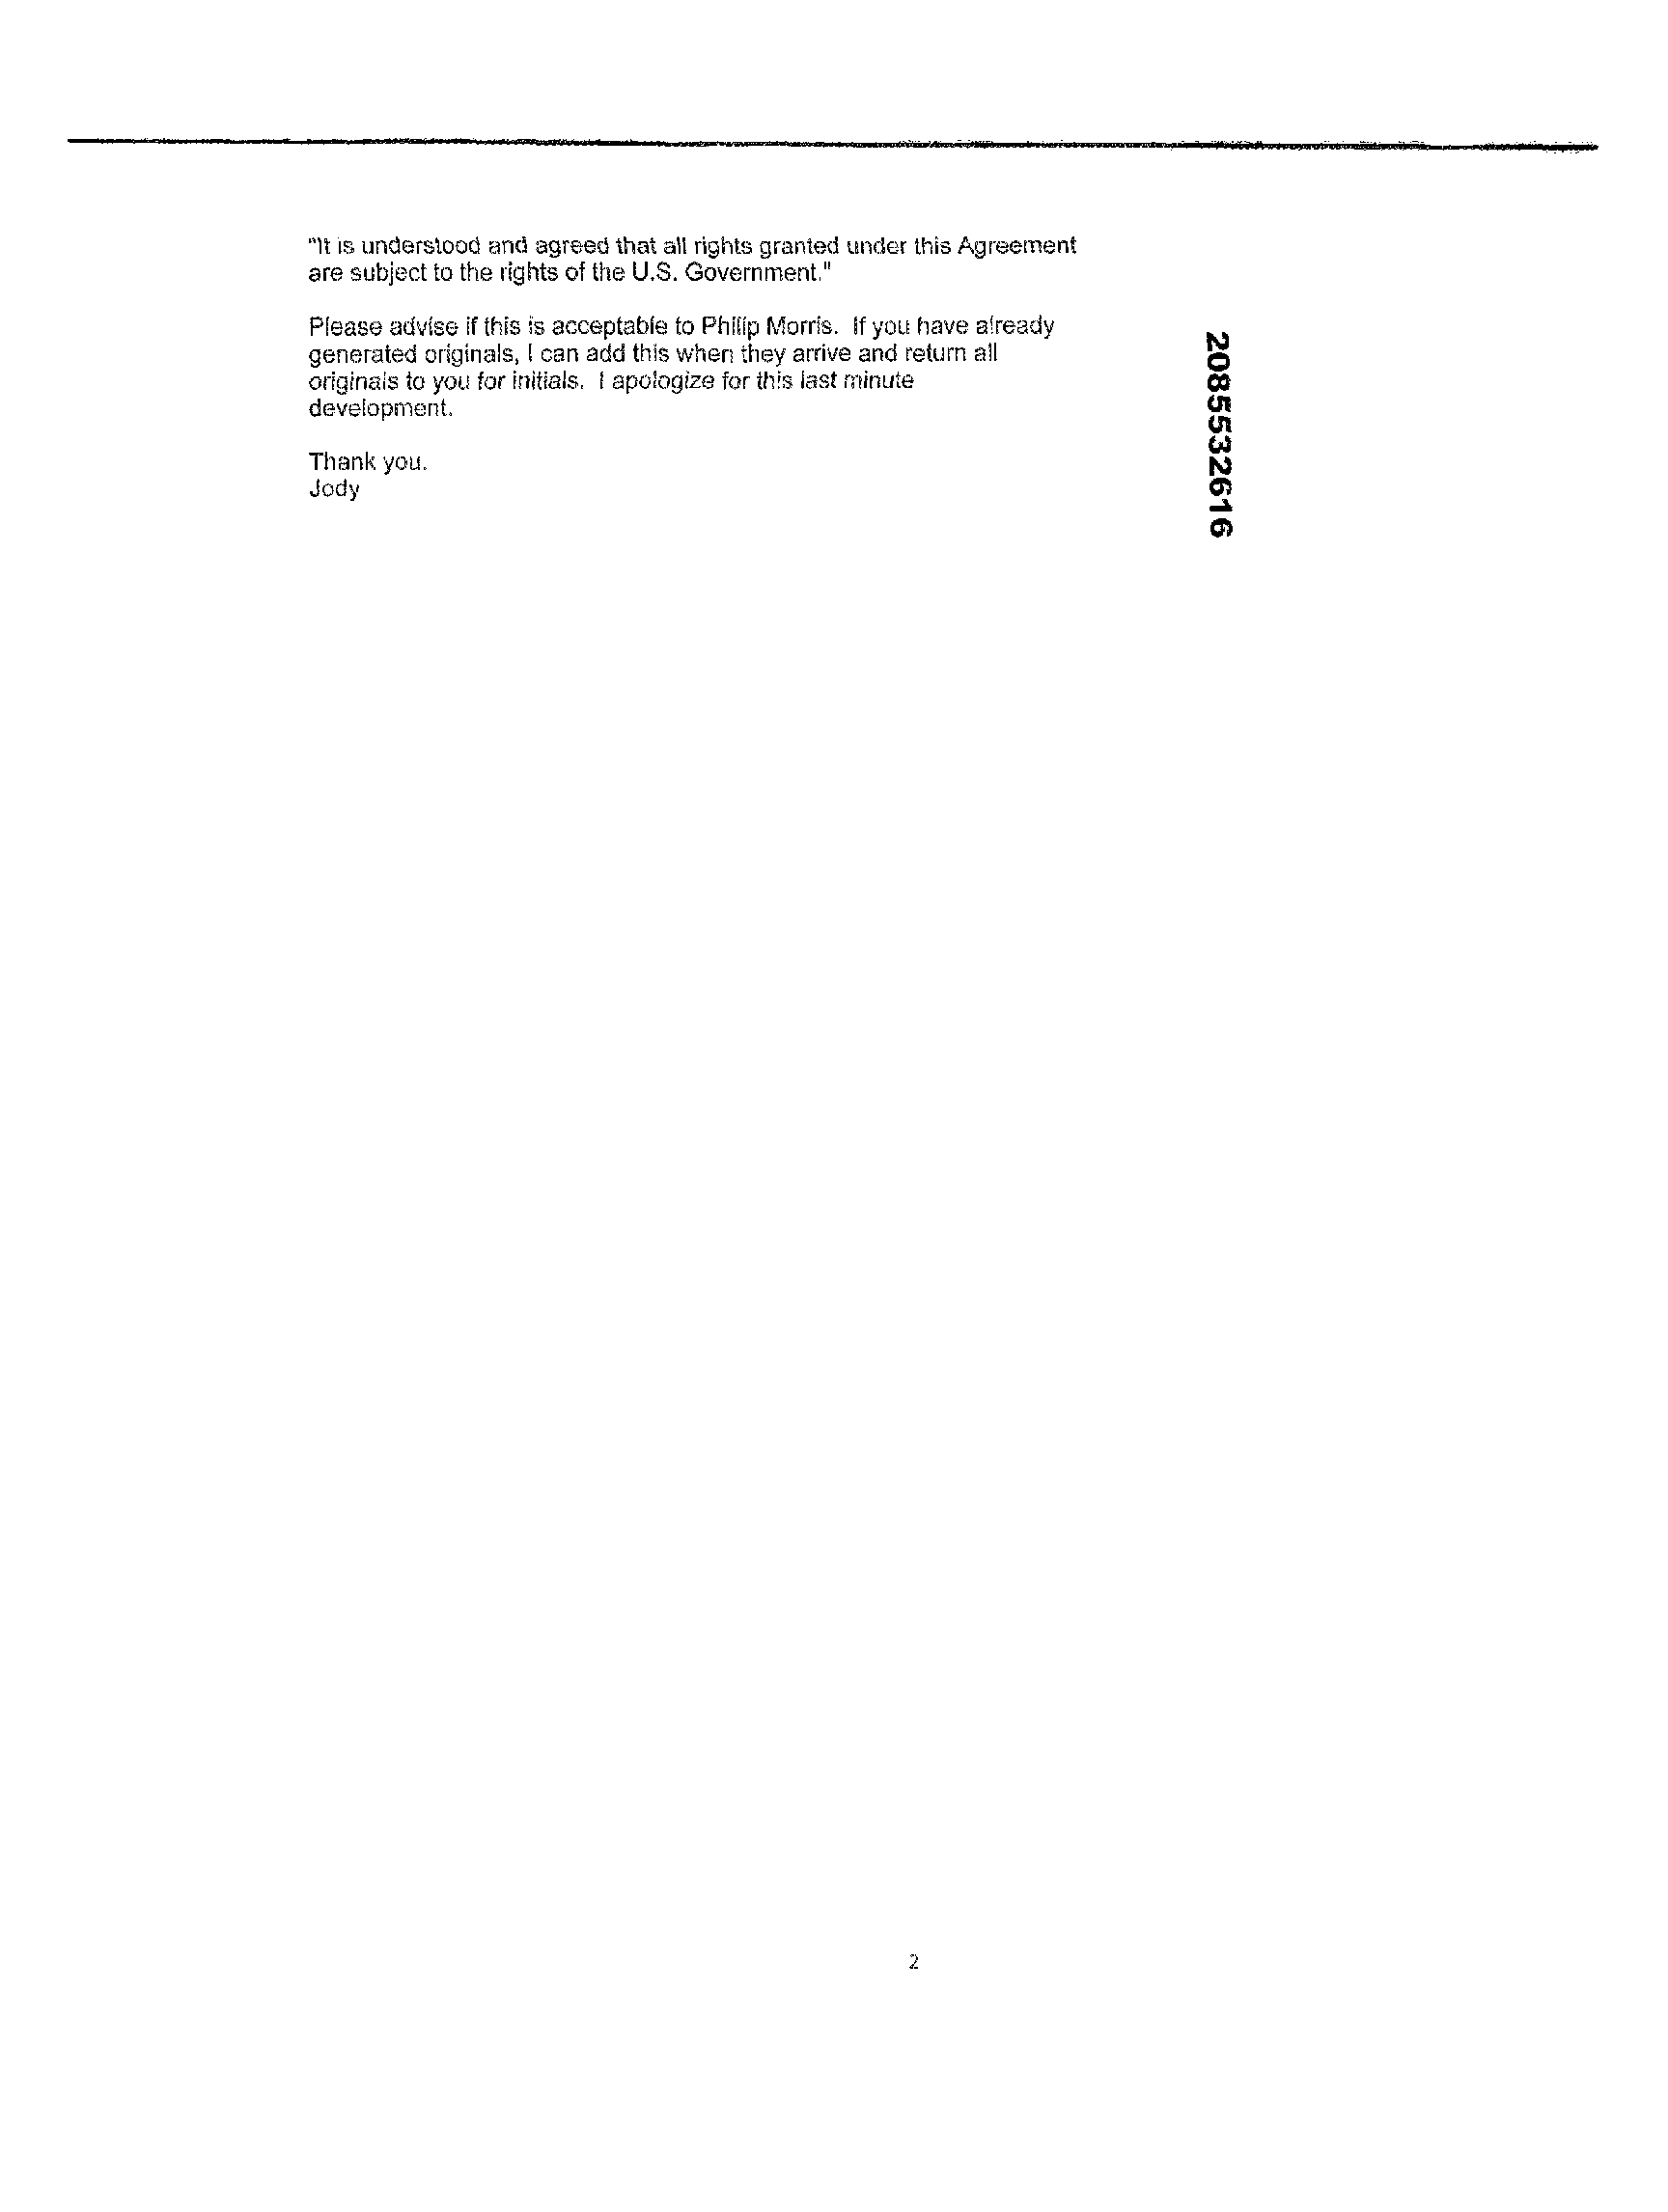 "It is understood and agreed that all rights granted under this Agreement
are subject to the rights of the U.S. Government."
Please advise if this is acceptable to Philip Morris. If you have already
generated originals, I can add this when they arrive and return all
originals to you for initials. I apologize for this last minute
development.
Thank you.
Jody
2085532616
2